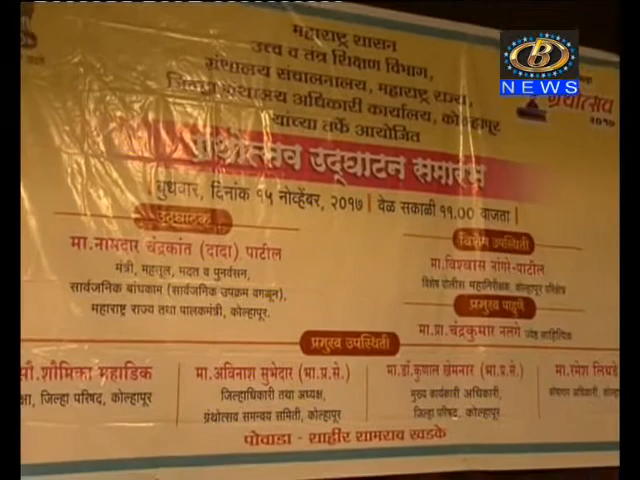 महाराष्ट्र शासन
उच्च व तंत्र शिक्षण विभाग,
ग्रंथालय संचालनालय, महाराष्ट्र राज्य,
जिल्हा ग्रंथालय अधिकारी कार्यालय, कोल्हापूर
यांच्या तर्फे आयोजित
B
NEWS
ग्रंथोत्सव
२०१७
ग्रंथोत्सव उद्‌घाटन समारंभ
बुधवार, दिनांक १५ नोव्हेंबर, २०१७ | वेळ सकाळी ११.०० वाजता
उद्‌घाटक
मा.नामदार चंद्रकांत (दादा) पाटील
मंत्री, महसूल, मदत व पुनर्वसन,
सार्वजनिक बांधकाम (सार्वजनिक उपक्रम वगळून),
महाराष्ट्र राज्य तथा पालकमंत्री, कोल्हापूर.
विशेष उपस्थिती
मा.विश्वास नांगरे-पाटील
विशेष पोलीस महानिरीक्षक, कोल्हापूर परिक्षेत्र
प्रमुख पाहुणे
मा.प्रा.चंद्रकुमार नलगे ज्येष्ठ साहित्यिक
प्रमुख उपस्थिती
सौ.शौमिका महाडिक
जिल्हा परिषद, कोल्हापूर
मा.अविनाश सुभेदार (भा.प्र.से.)
जिल्हाधिकारी तथा अध्यक्ष,
ग्रंथोत्सव समन्वय समिती, कोल्हापूर
मा.डॉ.कुणाल खेमनार (भा.प्र.से.)
मुख्य कार्यकारी अधिकारी,
जिल्हा परिषद, कोल्हापूर
मा.रमेश
अधिकारी,
पोवाडा - शाहीर शामराव खडके